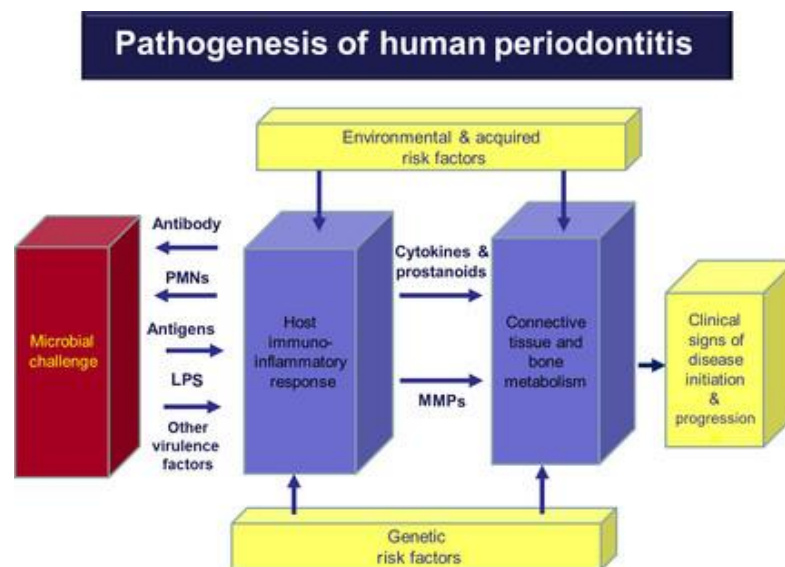 Pathogenesis of human periodontitis
Environmental & acquired
risk factors
Antibody
PMNs
Antigens
LPS
Other
virulence
factors
Microbial
challenge
Host
immuno-
inflammatory
response
Cytokines &
prostanoids
MMPs
Connective
tissue and
bone
metabolism
Clinical
signs of
disease
initiation
&
progression
Genetic
risk factors